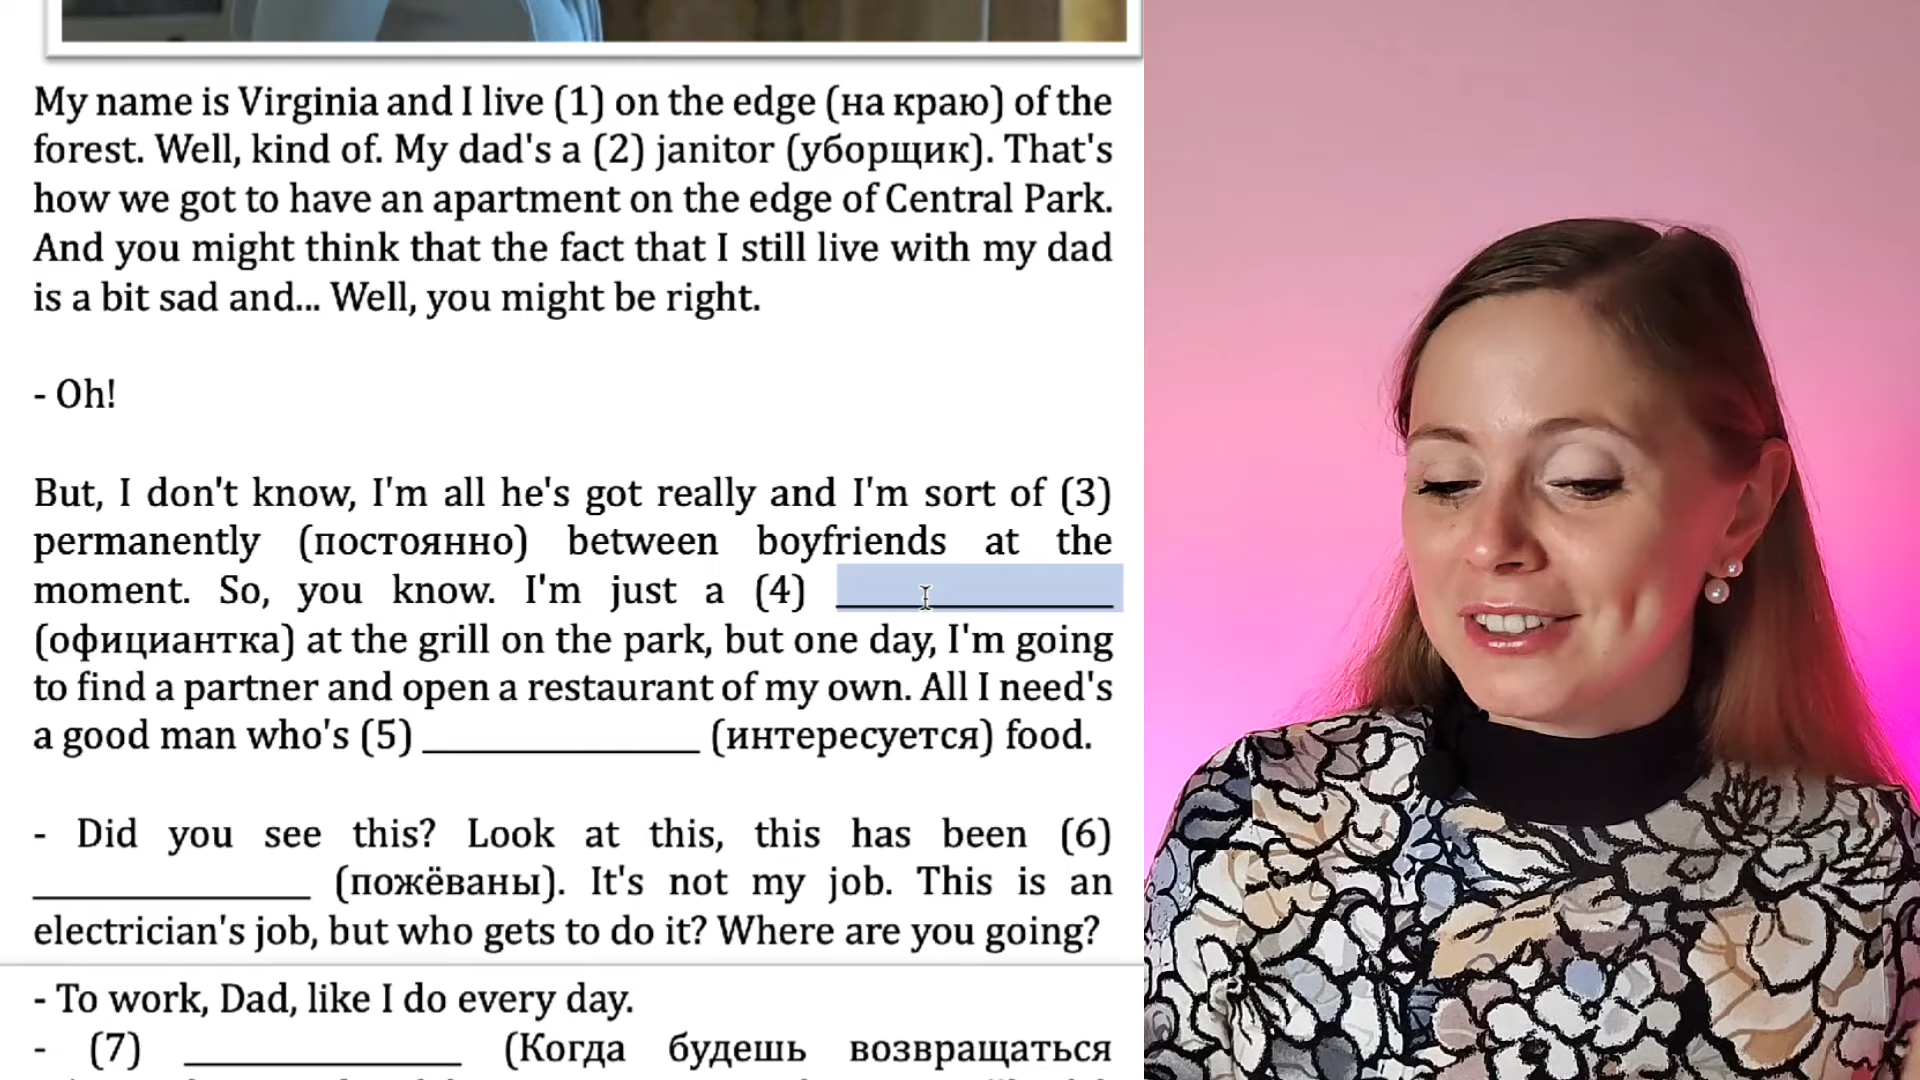 My name is Virginia and I live (1) on the edge (на краю) of the
forest. Well, kind of. My dad's a (2) janitor (уборщик). That's
how we got to have an apartment on the edge of Central Park.
And you might think that the fact that I still live with my dad
is a bit sad and... Well, you might be right.
- Oh!
But, I don't know, I'm all he's got really and I'm sort of (3)
permanently (постоянно) between boyfriends at the
moment. So, you know. I'm just a (4) ______________
(официантка) at the grill on the park, but one day, I'm going
to find a partner and open a restaurant of my own. All I need's
a good man who's (5) ______________ (интересуется) food.
- Did you see this? Look at this, this has been (6)
______________ (пожёваны). It's not my job. This is an
electrician's job, but who gets to do it? Where are you going?
- To work, Dad, like I do every day.
- (7) ______________ (Когда будешь возвращаться